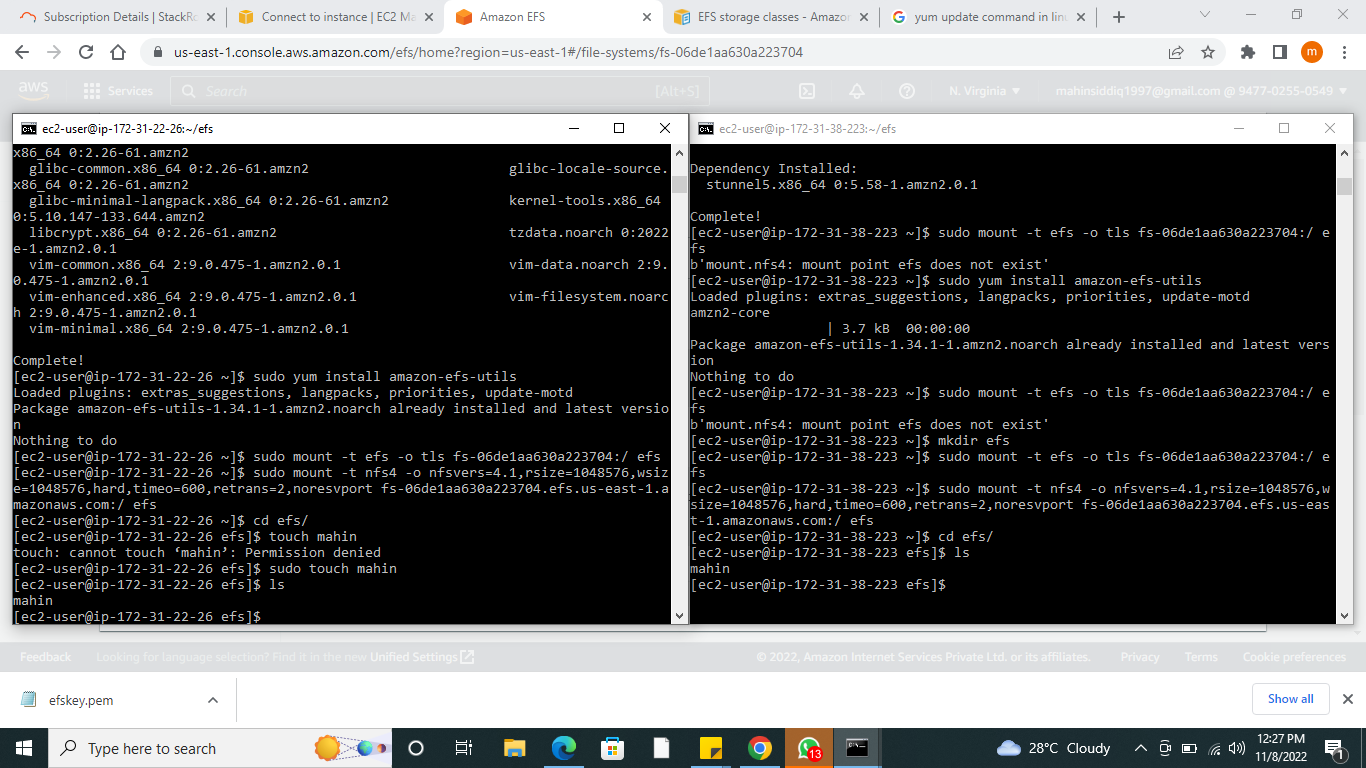 Subscription Details | StackRo
Connect to instance | EC2 Ma
Amazon EFS
EFS storage classes - Amazon
yum update command in linu
us-east-1.console.aws.amazon.com/efs/home?region=us-east-1#/file-systems/fs-06de1aa630a223704
m
aws
Services
Search
[Alt+S]
N. Virginia
mahinsiddiq1997@gmail.com @ 9477-0255-0549
ec2-user@ip-172-31-22-26:~/efs
x86_64 0:2.26-61.amzn2
glibc-common.x86_64 0:2.26-61.amzn2 glibc-locale-source.
x86_64 0:2.26-61.amzn2
glibc-minimal-langpack.x86_64 0:2.26-61.amzn2 kernel-tools.x86_64
0:5.10.147-133.644.amzn2
libcrypt.x86_64 0:2.26-61.amzn2 tzdata.noarch 0:2022
e-1.amzn2.0.1
vim-common.x86_64 2:9.0.475-1.amzn2.0.1 vim-data.noarch 2:9.
0.475-1.amzn2.0.1
vim-enhanced.x86_64 2:9.0.475-1.amzn2.0.1 vim-filesystem.noarc
h 2:9.0.475-1.amzn2.0.1
vim-minimal.x86_64 2:9.0.475-1.amzn2.0.1
Complete!
[ec2-user@ip-172-31-22-26 ~]$ sudo yum install amazon-efs-utils
Loaded plugins: extras_suggestions, langpacks, priorities, update-motd
Package amazon-efs-utils-1.34.1-1.amzn2.noarch already installed and latest versio
n
Nothing to do
[ec2-user@ip-172-31-22-26 ~]$ sudo mount -t efs -o tls fs-06de1aa630a223704:/ efs
[ec2-user@ip-172-31-22-26 ~]$ sudo mount -t nfs4 -o nfsvers=4.1,rsize=1048576,wsiz
e=1048576,hard,timeo=600,retrans=2,noresvport fs-06de1aa630a223704.efs.us-east-1.a
mazonaws.com:/ efs
[ec2-user@ip-172-31-22-26 ~]$ cd efs/
[ec2-user@ip-172-31-22-26 efs]$ touch mahin
touch: cannot touch ‘mahin’: Permission denied
[ec2-user@ip-172-31-22-26 efs]$ sudo touch mahin
[ec2-user@ip-172-31-22-26 efs]$ ls
mahin
[ec2-user@ip-172-31-22-26 efs]$
ec2-user@ip-172-31-38-223:~/efs
Dependency Installed:
stunnel5.x86_64 0:5.58-1.amzn2.0.1
Complete!
[ec2-user@ip-172-31-38-223 ~]$ sudo mount -t efs -o tls fs-06de1aa630a223704:/ e
fs
b'mount.nfs4: mount point efs does not exist'
[ec2-user@ip-172-31-38-223 ~]$ sudo yum install amazon-efs-utils
Loaded plugins: extras_suggestions, langpacks, priorities, update-motd
amzn2-core
| 3.7 kB 00:00:00
Package amazon-efs-utils-1.34.1-1.amzn2.noarch already installed and latest vers
ion
Nothing to do
[ec2-user@ip-172-31-38-223 ~]$ sudo mount -t efs -o tls fs-06de1aa630a223704:/ e
fs
b'mount.nfs4: mount point efs does not exist'
[ec2-user@ip-172-31-38-223 ~]$ mkdir efs
[ec2-user@ip-172-31-38-223 ~]$ sudo mount -t efs -o tls fs-06de1aa630a223704:/ e
fs
[ec2-user@ip-172-31-38-223 ~]$ sudo mount -t nfs4 -o nfsvers=4.1,rsize=1048576,w
size=1048576,hard,timeo=600,retrans=2,noresvport fs-06de1aa630a223704.efs.us-eas
t-1.amazonaws.com:/ efs
[ec2-user@ip-172-31-38-223 ~]$ cd efs/
[ec2-user@ip-172-31-38-223 efs]$ ls
mahin
[ec2-user@ip-172-31-38-223 efs]$
Feedback
Looking for language selection? Find it in the new Unified Settings
© 2022, Amazon Internet Services Private Ltd. or its affiliates.
Privacy
Terms
Cookie preferences
efskey.pem
Show all
Type here to search
13
28°C Cloudy
12:27 PM
11/8/2022
1